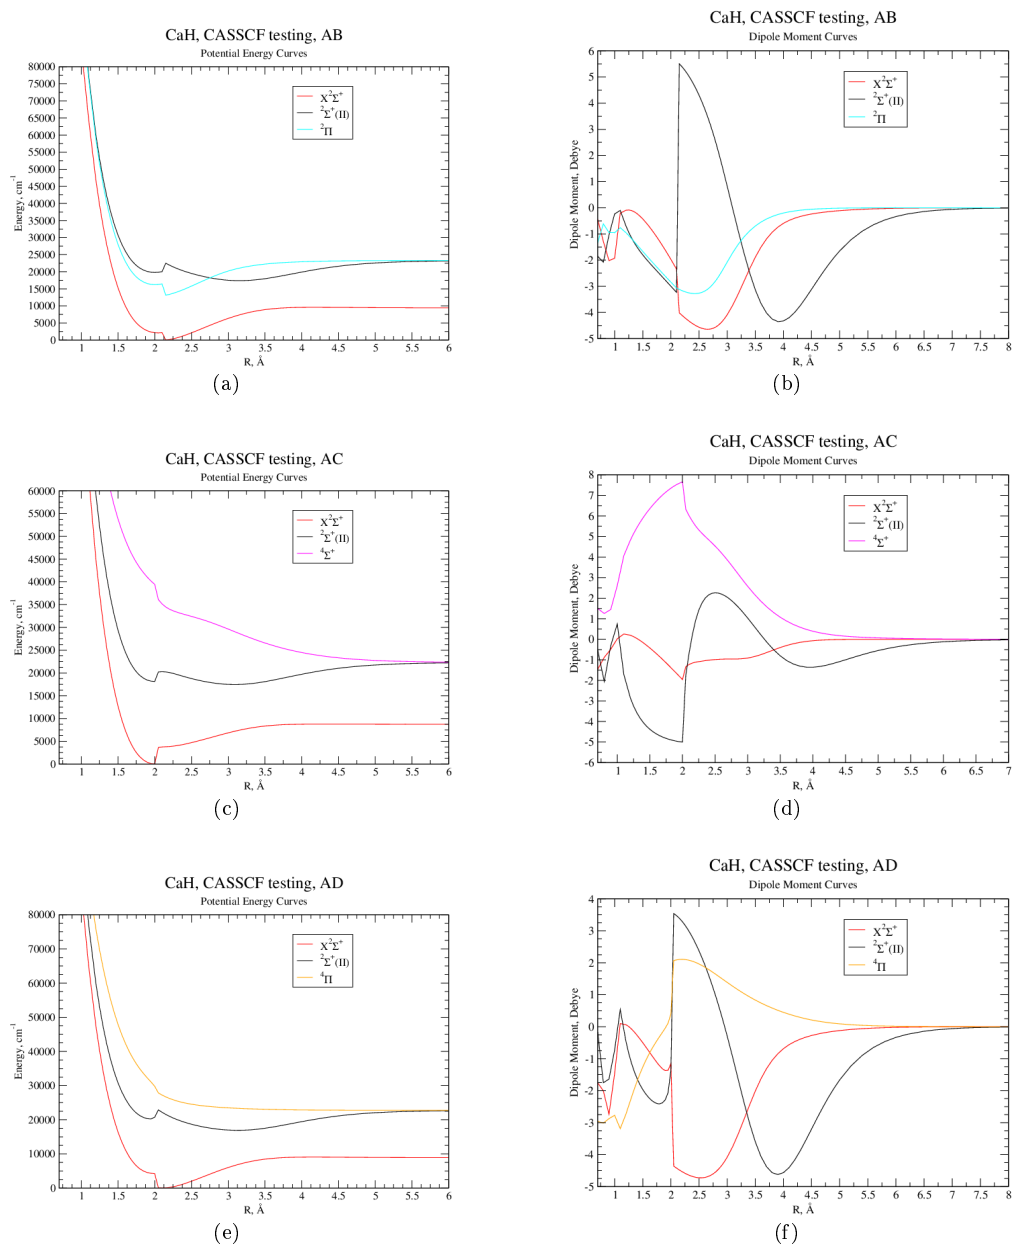 CaH, CASSCF testing, AB
Potential Energy Curves
80000
75000
70000
65000
60000
55000
50000
45000
40000
35000
30000
25000
20000
15000
10000
5000
0
Energy, cm⁻¹
X²Σ⁺
²Σ⁺(II)
²Π
1 1.5 2 2.5 3 3.5 4 4.5 5 5.5 6
R, Å
(a)
CaH, CASSCF testing, AB
Dipole Moment Curves
6
5
4
3
2
1
0
-1
-2
-3
-4
-5
Dipole Moment, Debye
X²Σ⁺
²Σ⁺(II)
²Π
1 1.5 2 2.5 3 3.5 4 4.5 5 5.5 6 6.5 7 7.5 8
R, Å
(b)
CaH, CASSCF testing, AC
Potential Energy Curves
60000
55000
50000
45000
40000
35000
30000
25000
20000
15000
10000
5000
0
Energy, cm⁻¹
X²Σ⁺
²Σ⁺(II)
⁴Σ⁺
1 1.5 2 2.5 3 3.5 4 4.5 5 5.5 6
R, Å
(c)
CaH, CASSCF testing, AC
Dipole Moment Curves
8
7
6
5
4
3
2
1
0
-1
-2
-3
-4
-5
-6
Dipole Moment, Debye
X²Σ⁺
²Σ⁺(II)
⁴Σ⁺
1 1.5 2 2.5 3 3.5 4 4.5 5 5.5 6 6.5 7
R, Å
(d)
CaH, CASSCF testing, AD
Potential Energy Curves
80000
70000
60000
50000
40000
30000
20000
10000
0
Energy, cm⁻¹
X²Σ⁺
²Σ⁺(II)
⁴Π
1 1.5 2 2.5 3 3.5 4 4.5 5 5.5 6
R, Å
(e)
CaH, CASSCF testing, AD
Dipole Moment Curves
4
3
2
1
0
-1
-2
-3
-4
-5
Dipole Moment, Debye
X²Σ⁺
²Σ⁺(II)
⁴Π
1 1.5 2 2.5 3 3.5 4 4.5 5 5.5 6 6.5 7 7.5 8
R, Å
(f)